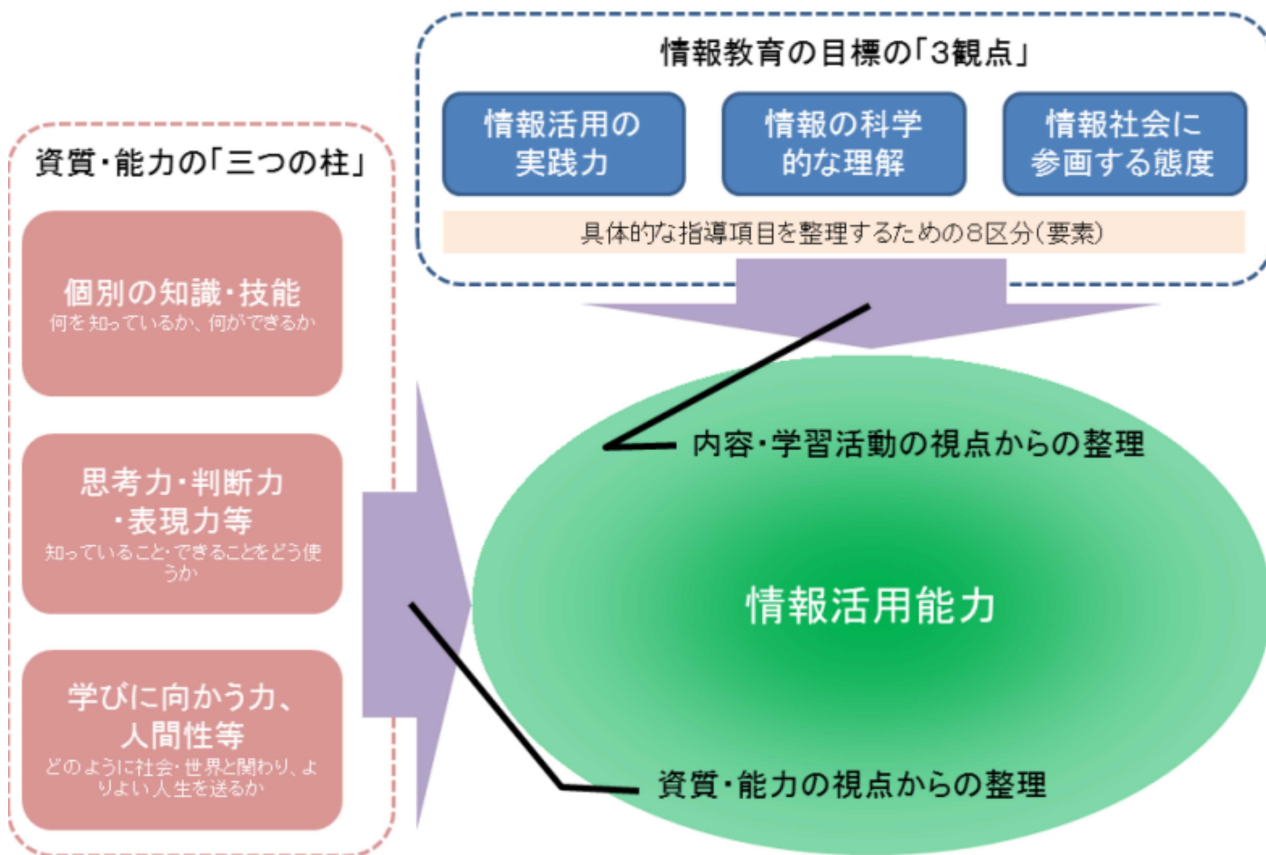 情報教育の目標の「3観点」
情報活用の
実践力
情報の科学
的な理解
情報社会に
参画する態度
具体的な指導項目を整理するための8区分(要素)
資質・能力の「三つの柱」
個別の知識・技能
何を知っているか、何ができるか
思考力・判断力
・表現力等
知っていること・できることをどう使
うか
学びに向かう力、
人間性等
どのように社会・世界と関わり、よ
りよい人生を送るか
内容・学習活動の視点からの整理
情報活用能力
資質・能力の視点からの整理